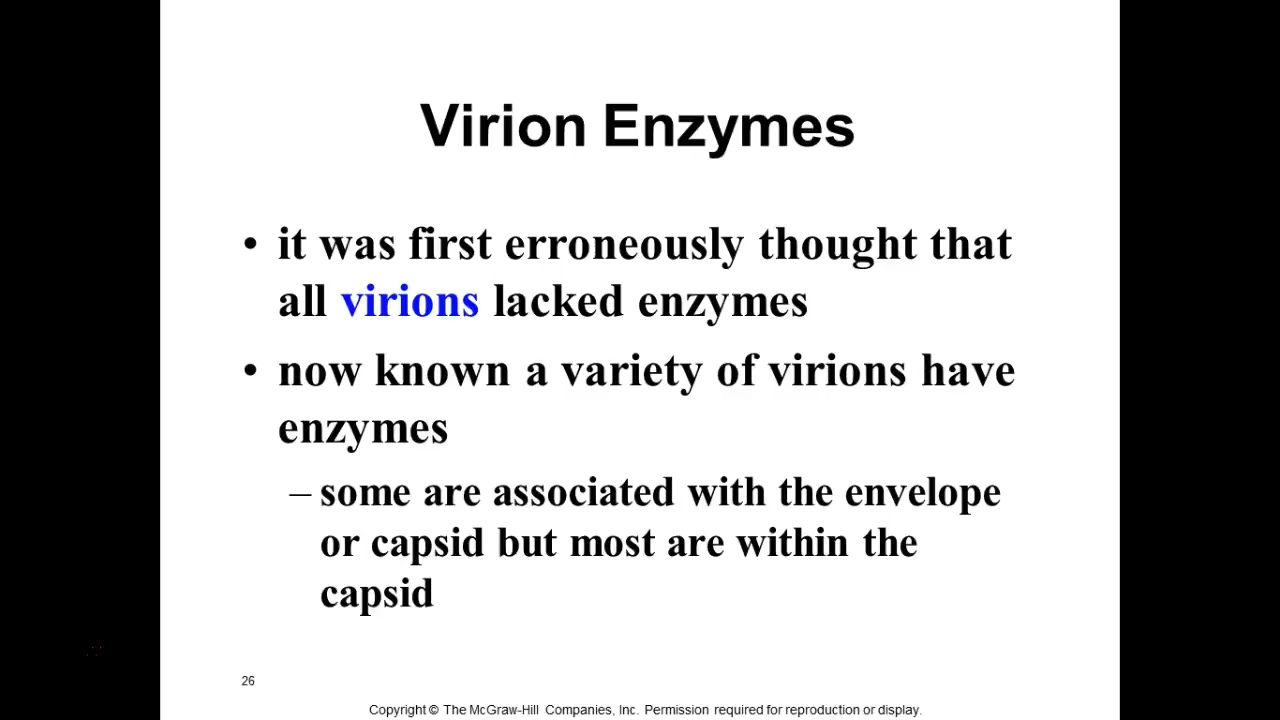 Virion Enzymes
• it was first erroneously thought that
all virions lacked enzymes
• now known a variety of virions have
enzymes
– some are associated with the envelope
or capsid but most are within the
capsid
26
Copyright © The McGraw-Hill Companies, Inc. Permission required for reproduction or display.